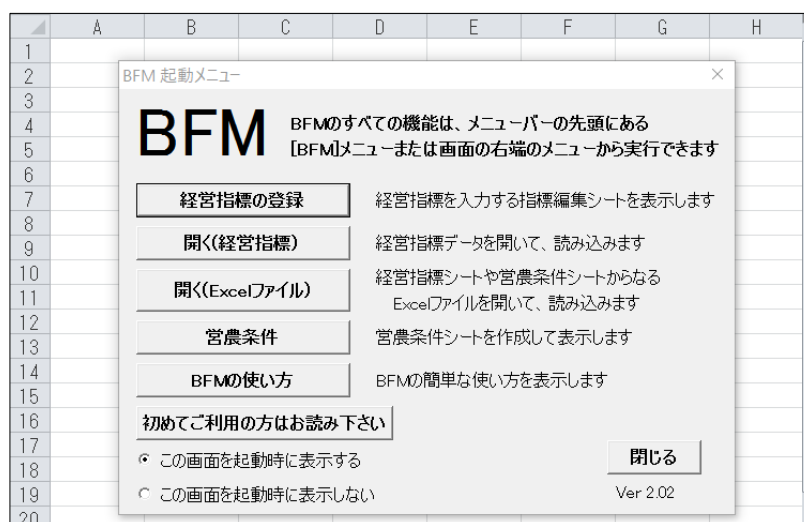 A B C D E F G H
1
2
3
4
5
6
7
8
9
10
11
12
13
14
15
16
17
18
19
20
BFM 起動メニュー
BFM
BFMのすべての機能は、メニューバーの先頭にある
[BFM]メニューまたは画面の右端のメニューから実行できます
経営指標の登録 経営指標を入力する指標編集シートを表示します
開く(経営指標) 経営指標データを開いて、読み込みます
開く(Excelファイル) 経営指標シートや営農条件シートからなる
Excelファイルを開いて、読み込みます
営農条件 営農条件シートを作成して表示します
BFMの使い方 BFMの簡単な使い方を表示します
初めてご利用の方はお読み下さい
この画面を起動時に表示する
この画面を起動時に表示しない
閉じる
Ver 2.02